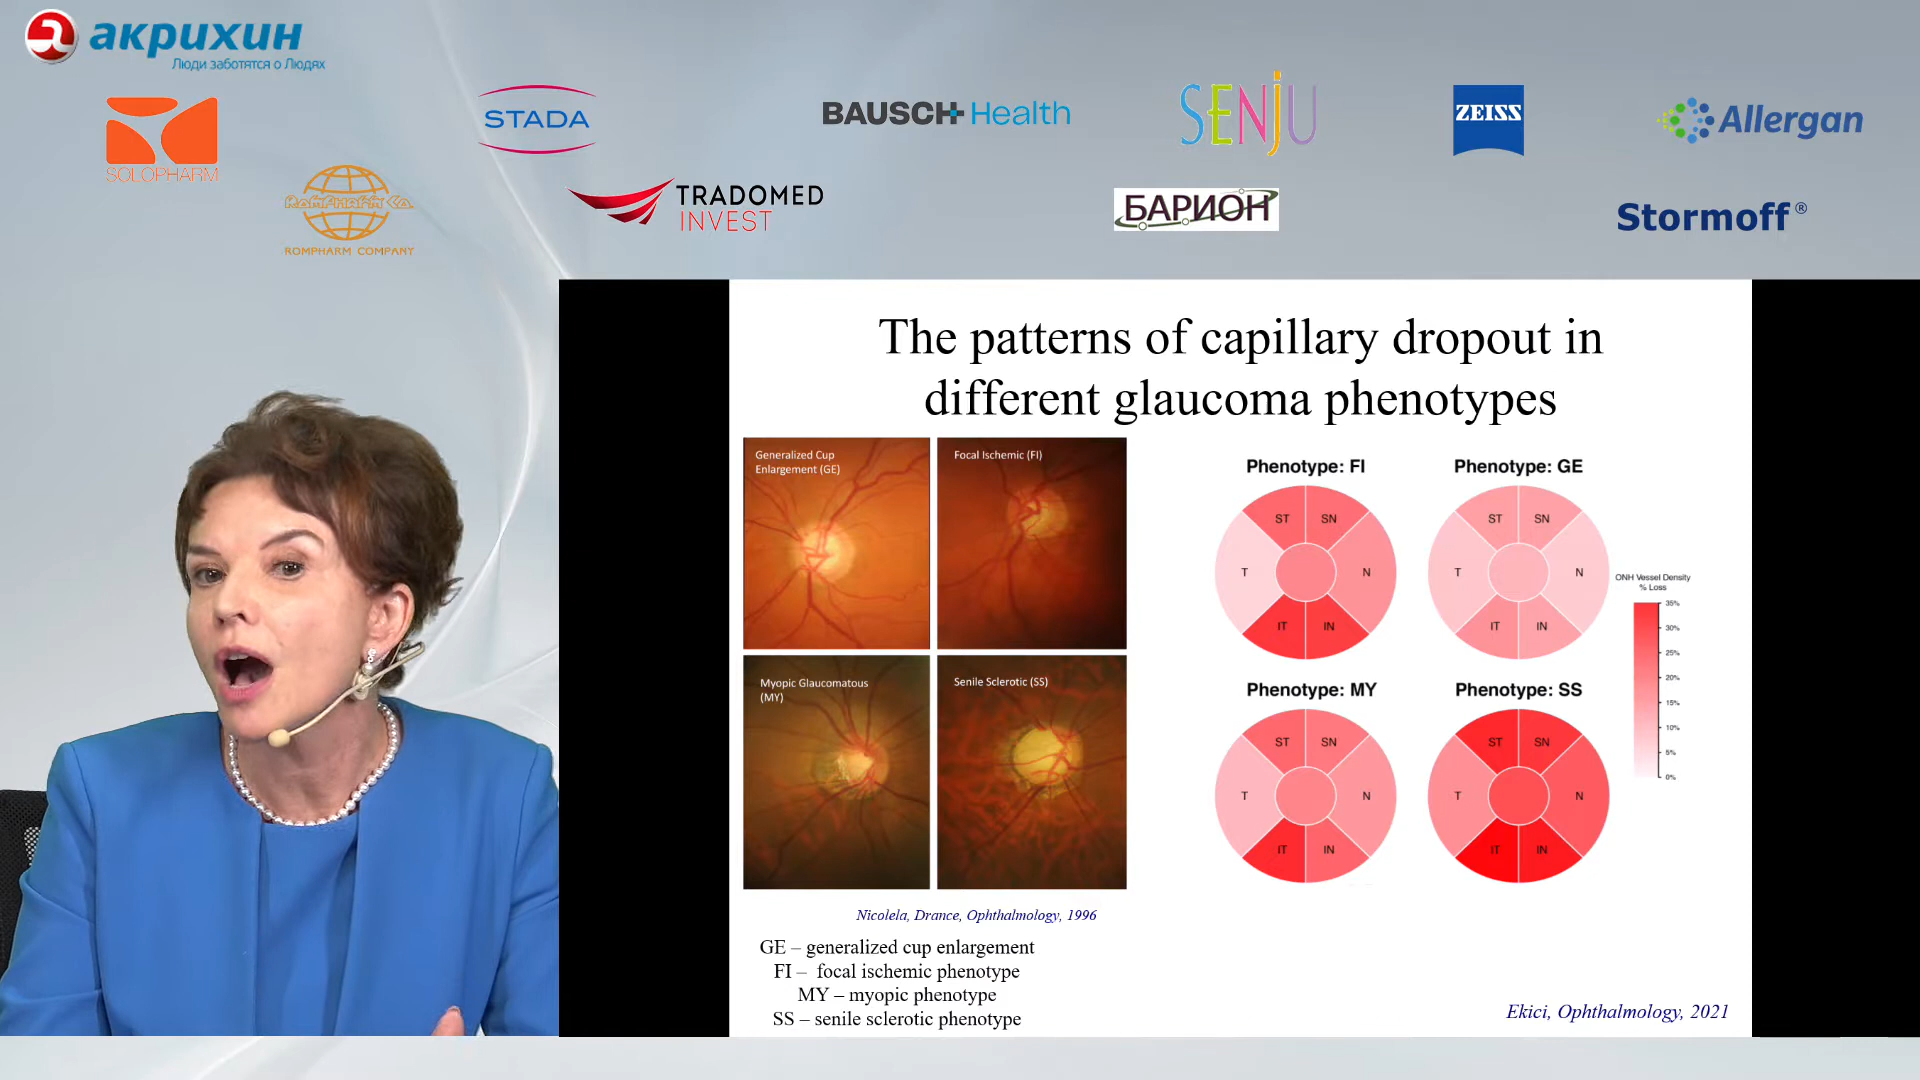 акрихин
Люди заботятся о Людях
SOLOPHARM
STADA
BAUSCH+Health
SENJU
ZEISS
Allergan
ROMPHARM Co.
ROMPHARM COMPANY
TRADOMED
INVEST
БАРИОН
Stormoff®
The patterns of capillary dropout in
different glaucoma phenotypes
Generalized Cup
Enlargement (GE)
Focal Ischemic (FI)
Myopic Glaucomatous
(MY)
Senile Sclerotic (SS)
Nicolela, Drance, Ophthalmology, 1996
GE – generalized cup enlargement
FI – focal ischemic phenotype
MY – myopic phenotype
SS – senile sclerotic phenotype
Phenotype: FI
ST SN
T N
IT IN
Phenotype: GE
ST SN
T N
IT IN
Phenotype: MY
ST SN
T N
IT IN
Phenotype: SS
ST SN
T N
IT IN
ONH Vessel Density
% Loss
35%
30%
25%
20%
15%
10%
5%
0%
Ekici, Ophthalmology, 2021